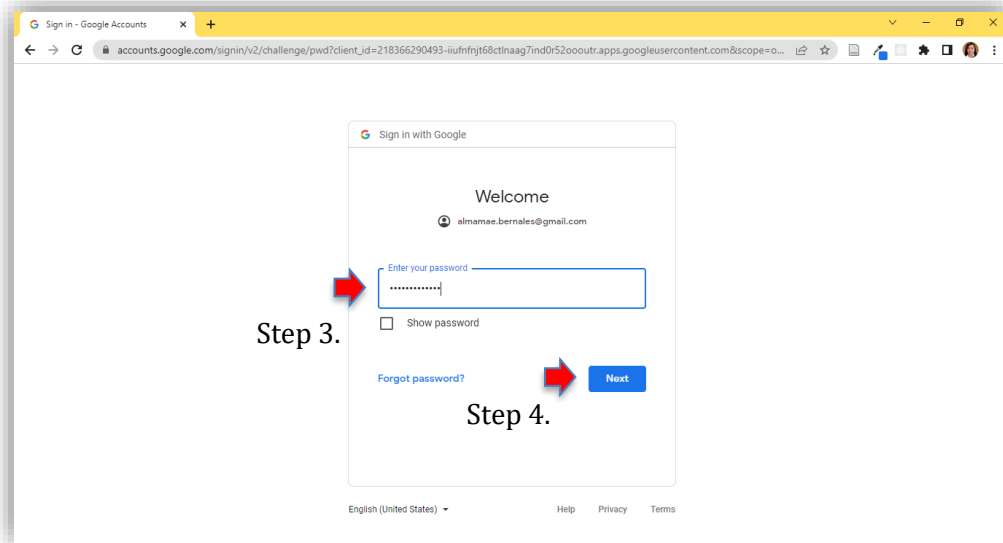 Sign in - Google Accounts
accounts.google.com/signin/v2/challenge/pwd?client_id=218366290493-iiufnfnjt68ctlnaag7ind0r52oooutr.apps.googleusercontent.com&scope=o...
Sign in with Google
Welcome
almamae.bernales@gmail.com
Enter your password
•••••••••••••
Step 3.
Show password
Forgot password?
Next
Step 4.
English (United States)
Help Privacy Terms